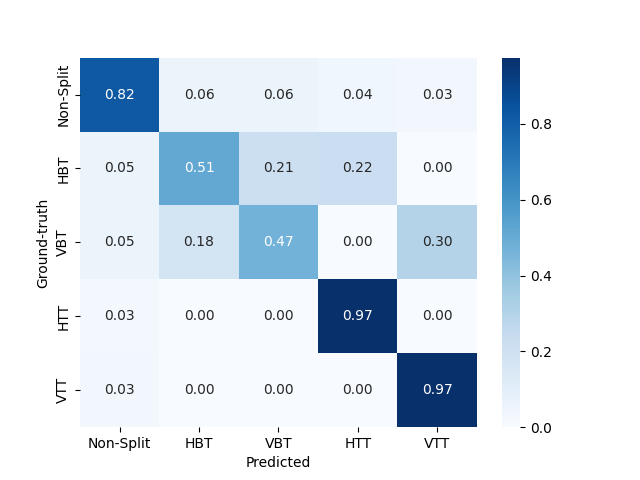 Non-Split 0.82 0.06 0.06 0.04 0.03
HBT 0.05 0.51 0.21 0.22 0.00
VBT 0.05 0.18 0.47 0.00 0.30
HTT 0.03 0.00 0.00 0.97 0.00
VTT 0.03 0.00 0.00 0.00 0.97
Non-Split HBT VBT HTT VTT
Predicted
Ground-truth
0.8
0.6
0.4
0.2
0.0